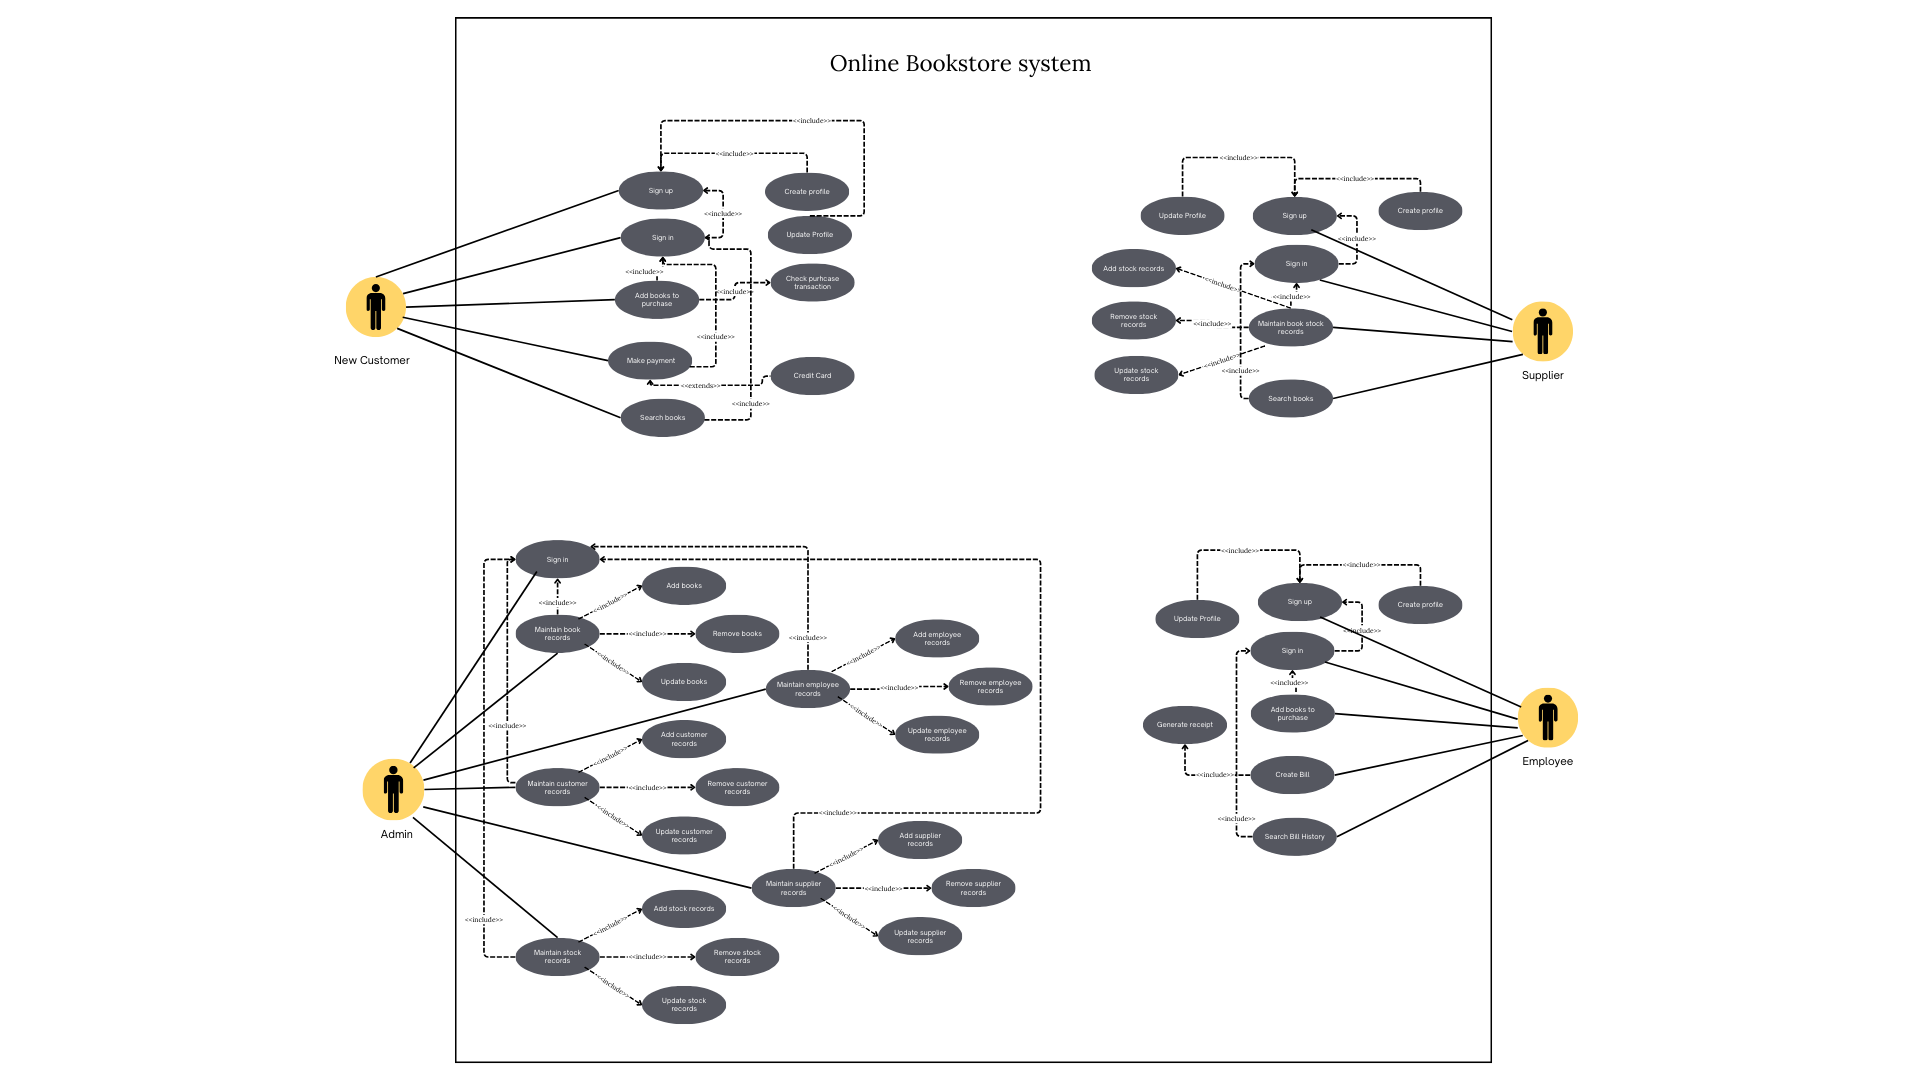 Online Bookstore system
<<include>>
<<include>>
Sign up
Create profile
<<include>>
Sign in
Update Profile
<<include>>
Check purhcase
transaction
Add books to
purchase
<<include>>
<<include>>
Make payment
Credit Card
<<extends>>
<<include>>
Search books
New Customer
<<include>>
<<include>>
Update Profile
Sign up
Create profile
<<include>>
Add stock records
Sign in
<<include>>
<<include>>
Remove stock
records
<<include>>
Maintain book stock
records
<<include>>
Update stock
records
<<include>>
Search books
Supplier
Sign in
Add books
<<include>>
<<include>>
Maintain book
records
<<include>>
Remove books
<<include>>
Update books
<<include>>
Add employee
records
<<include>>
Maintain employee
records
<<include>>
Remove employee
records
<<include>>
Update employee
records
<<include>>
Add customer
records
<<include>>
Maintain customer
records
<<include>>
Remove customer
records
<<include>>
Update customer
records
Admin
<<include>>
Add supplier
records
<<include>>
Maintain supplier
records
<<include>>
Remove supplier
records
<<include>>
Update supplier
records
<<include>>
Add stock records
<<include>>
Maintain stock
records
<<include>>
Remove stock
records
<<include>>
Update stock
records
<<include>>
<<include>>
Update Profile
Sign up
Create profile
<<include>>
Sign in
<<include>>
Add books to
purchase
Generate receipt
<<include>>
Create Bill
<<include>>
Search Bill History
Employee